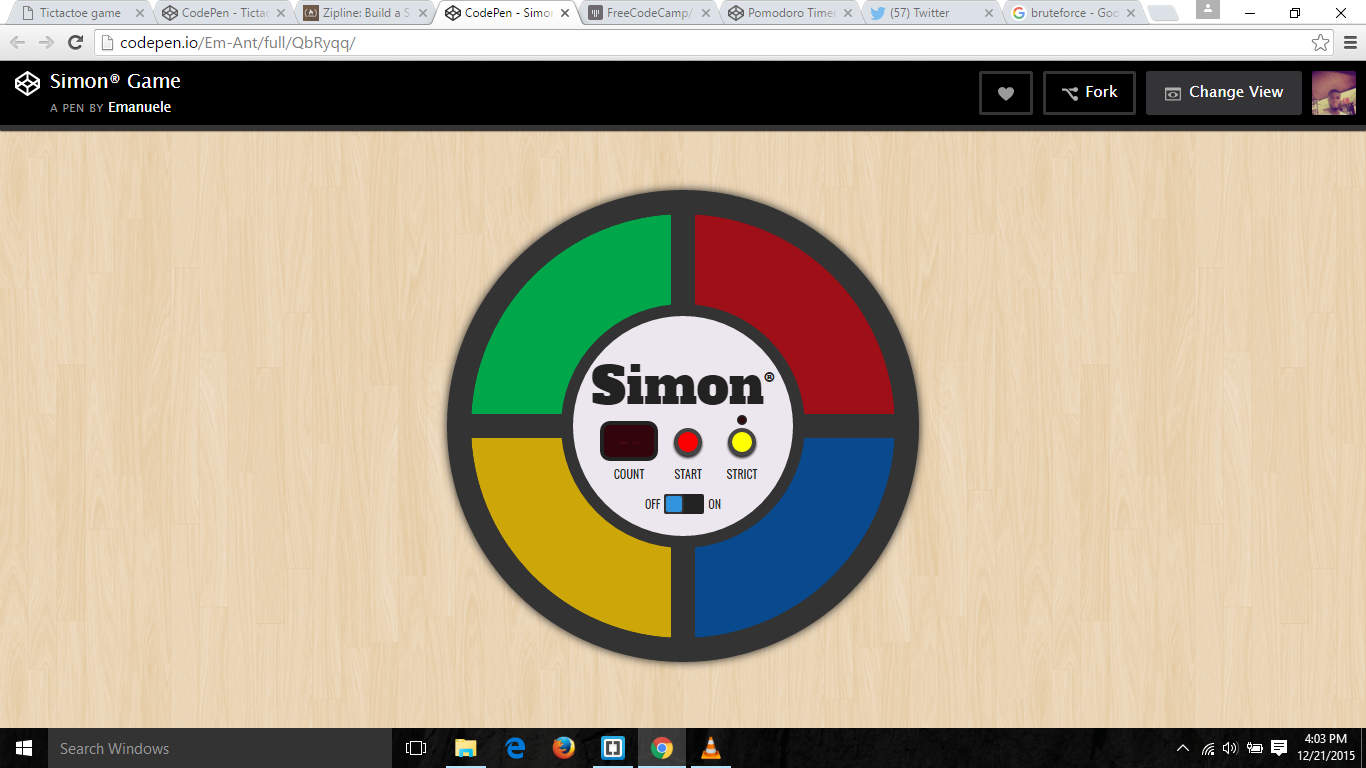 Tictactoe game
CodePen - Tictac
Zipline: Build a S
CodePen - Simon
FreeCodeCamp/
Pomodoro Timer
(57) Twitter
bruteforce - Goo
codepen.io/Em-Ant/full/QbRyqq/
Simon® Game
A PEN BY Emanuele
Fork
Change View
Simon®
COUNT START STRICT
OFF ON
Search Windows
4:03 PM
12/21/2015